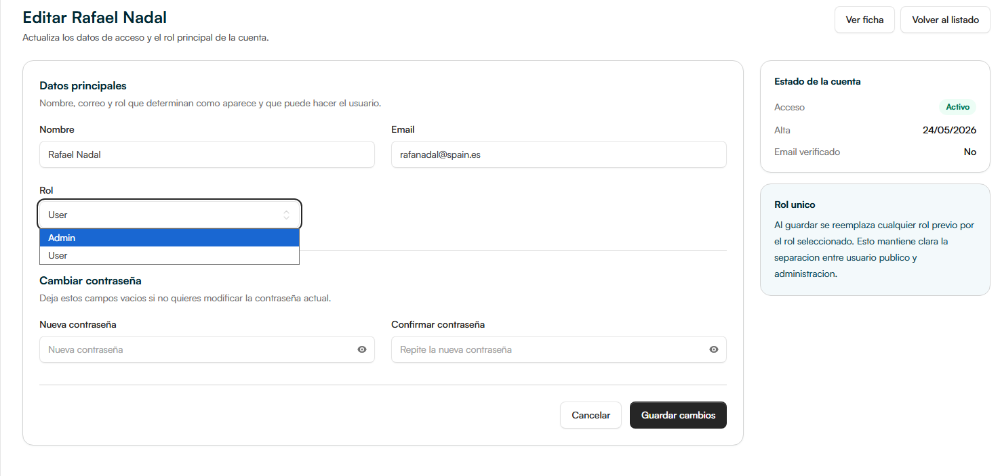 Editar Rafael Nadal
Actualiza los datos de acceso y el rol principal de la cuenta.
Ver ficha
Volver al listado
Datos principales
Nombre, correo y rol que determinan como aparece y que puede hacer el usuario.
Nombre
Email
Rafael Nadal
rafanadal@spain.es
Rol
User
Admin
User
Cambiar contraseña
Deja estos campos vacios si no quieres modificar la contraseña actual.
Nueva contraseña
Confirmar contraseña
Nueva contraseña
Repite la nueva contraseña
Cancelar
Guardar cambios
Estado de la cuenta
Acceso
Activo
Alta
24/05/2026
Email verificado
No
Rol unico
Al guardar se reemplaza cualquier rol previo por
el rol seleccionado. Esto mantiene clara la
separacion entre usuario publico y
administracion.